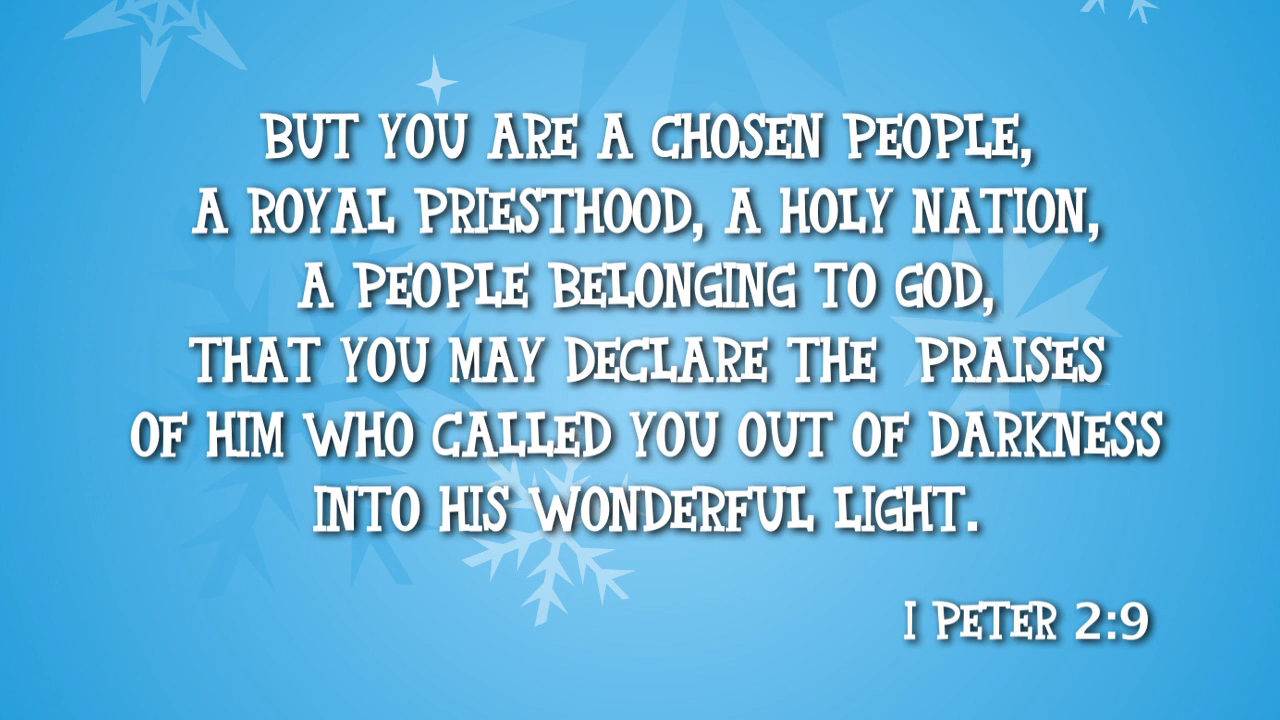 BUT YOU ARE A CHOSEN PEOPLE,
A ROYAL PRIESTHOOD, A HOLY NATION,
A PEOPLE BELONGING TO GOD,
THAT YOU MAY DECLARE THE PRAISES
OF HIM WHO CALLED YOU OUT OF DARKNESS
INTO HIS WONDERFUL LIGHT.
I PETER 2:9